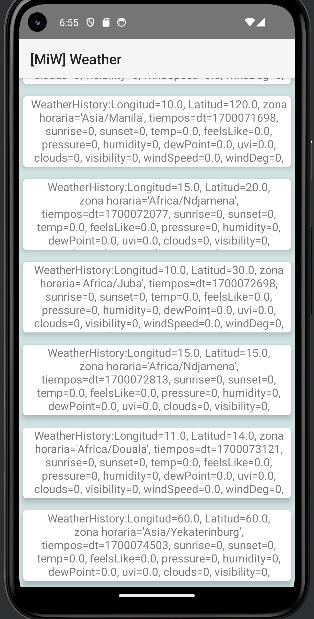 6:55
[MiW] Weather
WeatherHistory:Longitud=10.0, Latitud=120.0, zona
horaria='Asia/Manila', tiempos=dt=1700071698,
sunrise=0, sunset=0, temp=0.0, feelsLike=0.0,
pressure=0, humidity=0, dewPoint=0.0, uvi=0.0,
clouds=0, visibility=0, windSpeed=0.0, windDeg=0,
WeatherHistory:Longitud=15.0, Latitud=20.0, zona
horaria='Africa/Ndjamena',
tiempos=dt=1700072077, sunrise=0, sunset=0,
temp=0.0, feelsLike=0.0, pressure=0, humidity=0,
dewPoint=0.0, uvi=0.0, clouds=0, visibility=0,
WeatherHistory:Longitud=10.0, Latitud=30.0, zona
horaria='Africa/Juba', tiempos=dt=1700072698,
sunrise=0, sunset=0, temp=0.0, feelsLike=0.0,
pressure=0, humidity=0, dewPoint=0.0, uvi=0.0,
clouds=0, visibility=0, windSpeed=0.0, windDeg=0,
WeatherHistory:Longitud=15.0, Latitud=15.0, zona
horaria='Africa/Ndjamena',
tiempos=dt=1700072813, sunrise=0, sunset=0,
temp=0.0, feelsLike=0.0, pressure=0, humidity=0,
dewPoint=0.0, uvi=0.0, clouds=0, visibility=0,
WeatherHistory:Longitud=11.0, Latitud=14.0, zona
horaria='Africa/Douala', tiempos=dt=1700073121,
sunrise=0, sunset=0, temp=0.0, feelsLike=0.0,
pressure=0, humidity=0, dewPoint=0.0, uvi=0.0,
clouds=0, visibility=0, windSpeed=0.0, windDeg=0,
WeatherHistory:Longitud=60.0, Latitud=60.0, zona
horaria='Asia/Yekaterinburg',
tiempos=dt=1700074503, sunrise=0, sunset=0,
temp=0.0, feelsLike=0.0, pressure=0, humidity=0,
dewPoint=0.0, uvi=0.0, clouds=0, visibility=0,